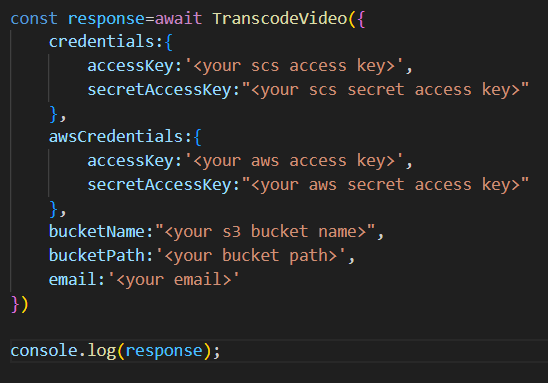 const response=await TranscodeVideo({
    credentials:{
        accessKey:'<your scs access key>',
        secretAccessKey:"<your scs secret access key>"
    },
    awsCredentials:{
        accessKey:'<your aws access key>',
        secretAccessKey:"<your aws secret access key>"
    },
    bucketName:"<your s3 bucket name>",
    bucketPath:'<your bucket path>',
    email:'<your email>'
})

console.log(response);